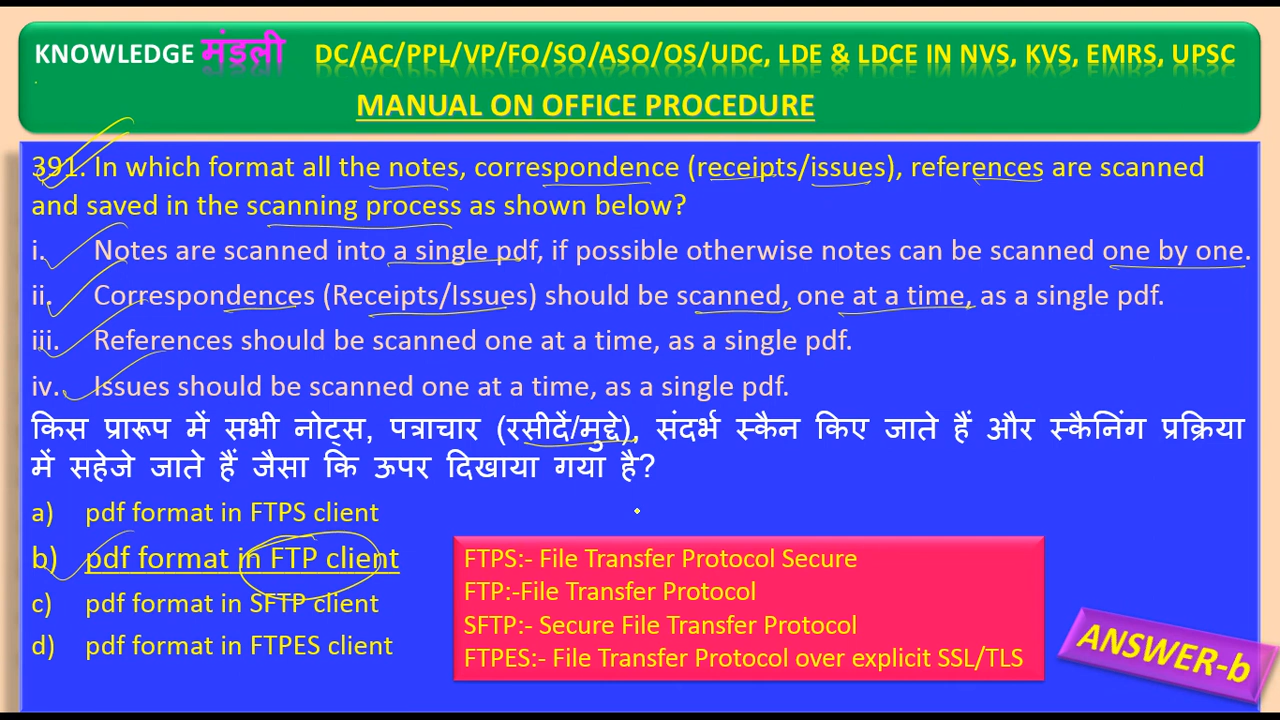 KNOWLEDGE मंडली DC/AC/PPL/VP/FO/SO/ASO/OS/UDC, LDE & LDCE IN NVS, KVS, EMRS, UPSC
MANUAL ON OFFICE PROCEDURE
391. In which format all the notes, correspondence (receipts/issues), references are scanned
and saved in the scanning process as shown below?
i. Notes are scanned into a single pdf, if possible otherwise notes can be scanned one by one.
ii. Correspondences (Receipts/Issues) should be scanned, one at a time, as a single pdf.
iii. References should be scanned one at a time, as a single pdf.
iv. Issues should be scanned one at a time, as a single pdf.
किस प्रारूप में सभी नोट्स, पत्राचार (रसीदें/मुद्दे), संदर्भ स्कैन किए जाते हैं और स्कैनिंग प्रक्रिया
में सहेजे जाते हैं जैसा कि ऊपर दिखाया गया है?
a) pdf format in FTPS client
b) pdf format in FTP client
c) pdf format in SFTP client
d) pdf format in FTPES client
FTPS:- File Transfer Protocol Secure
FTP:-File Transfer Protocol
SFTP:- Secure File Transfer Protocol
FTPES:- File Transfer Protocol over explicit SSL/TLS
ANSWER-b